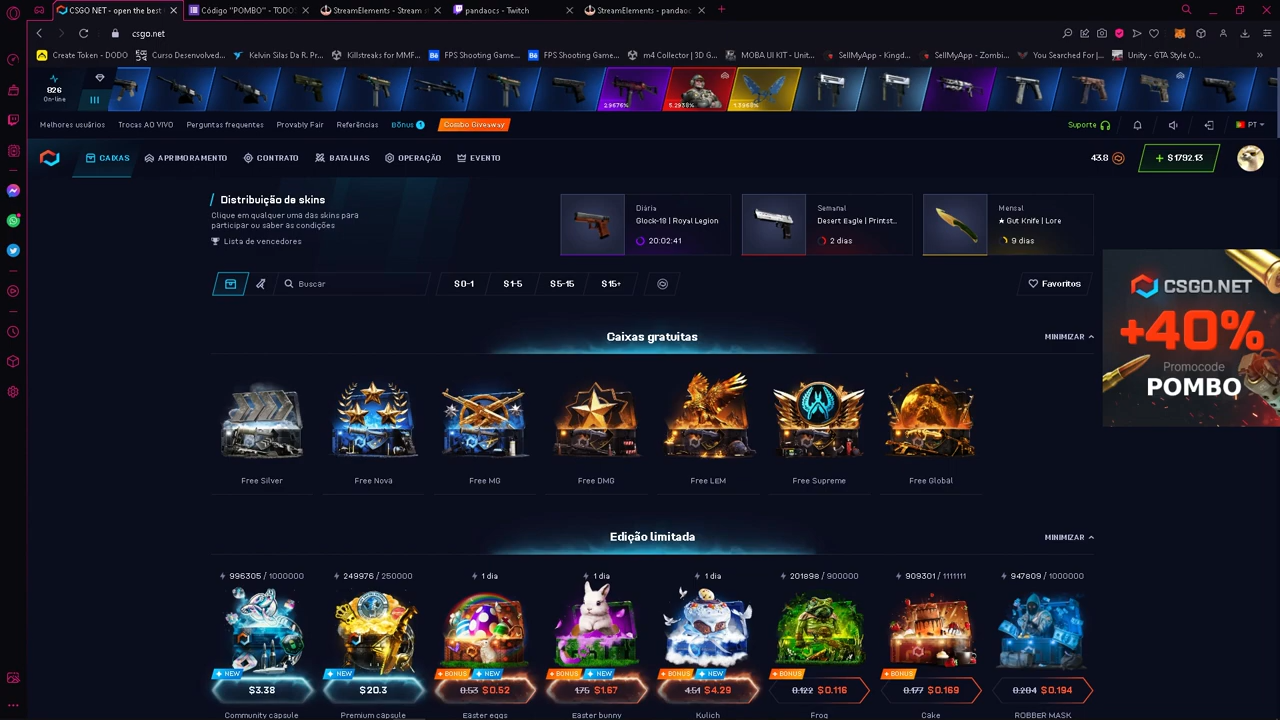 CSGO.NET - open the best
Código "POMBO" - TODO
StreamElements - Stream
pandaocs - Twitch
StreamElements - pandaoc
csgo.net
Create Token - DODO
Curso Desenvolved...
Kelvin Silas Da R. Pr...
Killstreaks for MMF...
FPS Shooting Game...
FPS Shooting Game...
m4 Collector | 3D G...
MOBA UI KIT - Unit...
SellMyApp - Kingd...
SellMyApp - Zombi...
You Searched For |...
Unity - GTA Style O...
826
On-line
2.9676%
5.2938%
1.3968%
Melhores usuários
Trocas AO VIVO
Perguntas frequentes
Provably Fair
Referências
Bônus
Combo Giveaway
Suporte
PT
CAIXAS
APRIMORAMENTO
CONTRATO
BATALHAS
OPERAÇÃO
EVENTO
43.8
+ $1792.13
Distribuição de skins
Clique em qualquer uma das skins para
participar ou saber as condições
Lista de vencedores
Diária
Glock-18 | Royal Legion
20:02:41
Semanal
Desert Eagle | Printst...
2 dias
Mensal
★ Gut Knife | Lore
9 dias
Buscar
$0-1
$1-5
$5-15
$15+
Favoritos
CSGO.NET
+40%
Promocode
POMBO
Caixas gratuitas
MINIMIZAR
Free Silver
Free Nova
Free MG
Free DMG
Free LEM
Free Supreme
Free Global
Edição limitada
MINIMIZAR
996305 / 1000000
249976 / 250000
1 dia
1 dia
1 dia
201898 / 900000
909301 / 1111111
947809 / 1000000
+ NEW
+ NEW
+ BONUS + NEW
+ BONUS + NEW
+ BONUS + NEW
+ BONUS
+ BONUS
$3.38
$20.3
0.53 $0.52
1.75 $1.67
4.51 $4.29
0.122 $0.116
0.177 $0.169
0.204 $0.194
Community capsule
Premium capsule
Easter eggs
Easter bunny
Kulich
Frog
Cake
ROBBER MASK